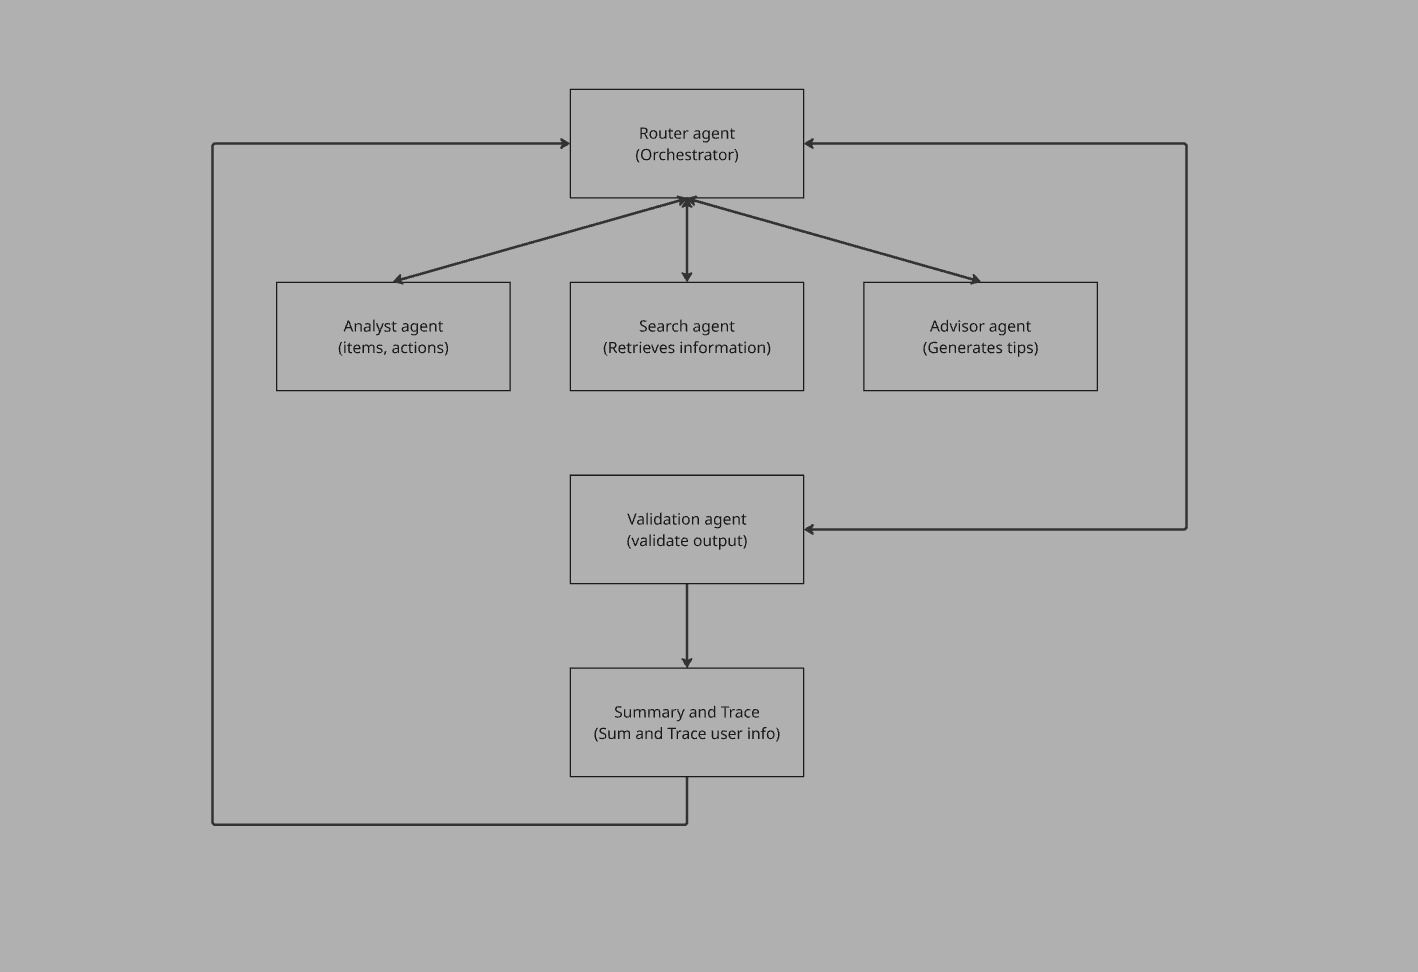 Router agent
(Orchestrator)
Analyst agent
(items, actions)
Search agent
(Retrieves information)
Advisor agent
(Generates tips)
Validation agent
(validate output)
Summary and Trace
(Sum and Trace user info)